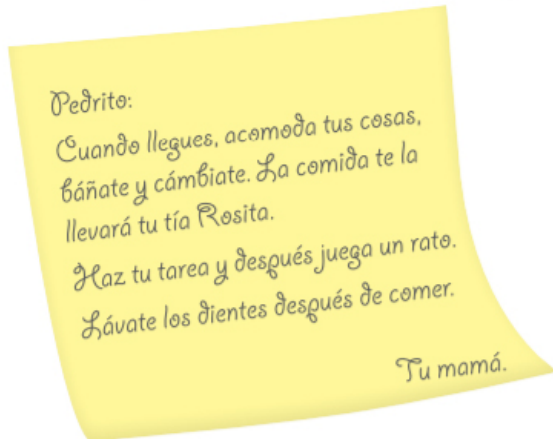 Pedrito:
Cuando llegues, acomoda tus cosas,
báñate y cámbiate. La comida te la
llevará tu tía Rosita.
Haz tu tarea y después juega un rato.
Lávate los dientes después de comer.
Tu mamá.